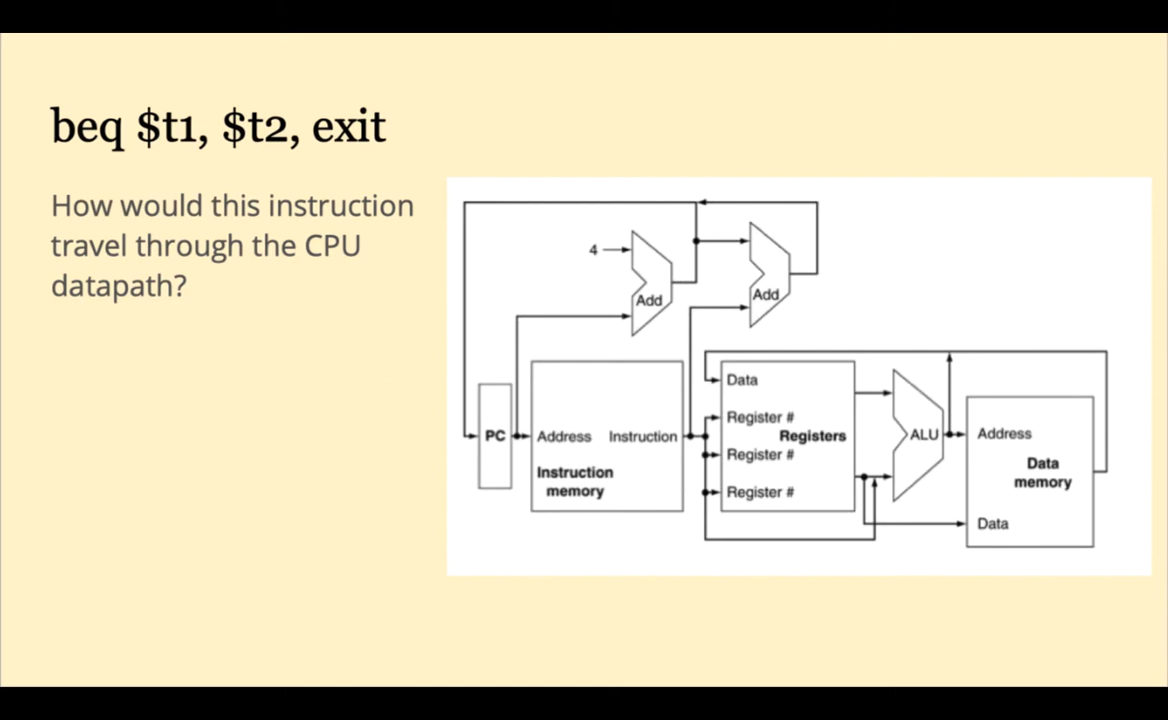 beq $t1, $t2, exit
How would this instruction
travel through the CPU
datapath?
4
Add
Add
PC
Address Instruction
Instruction
memory
Data
Register #
Registers
Register #
Register #
ALU
Address
Data
memory
Data